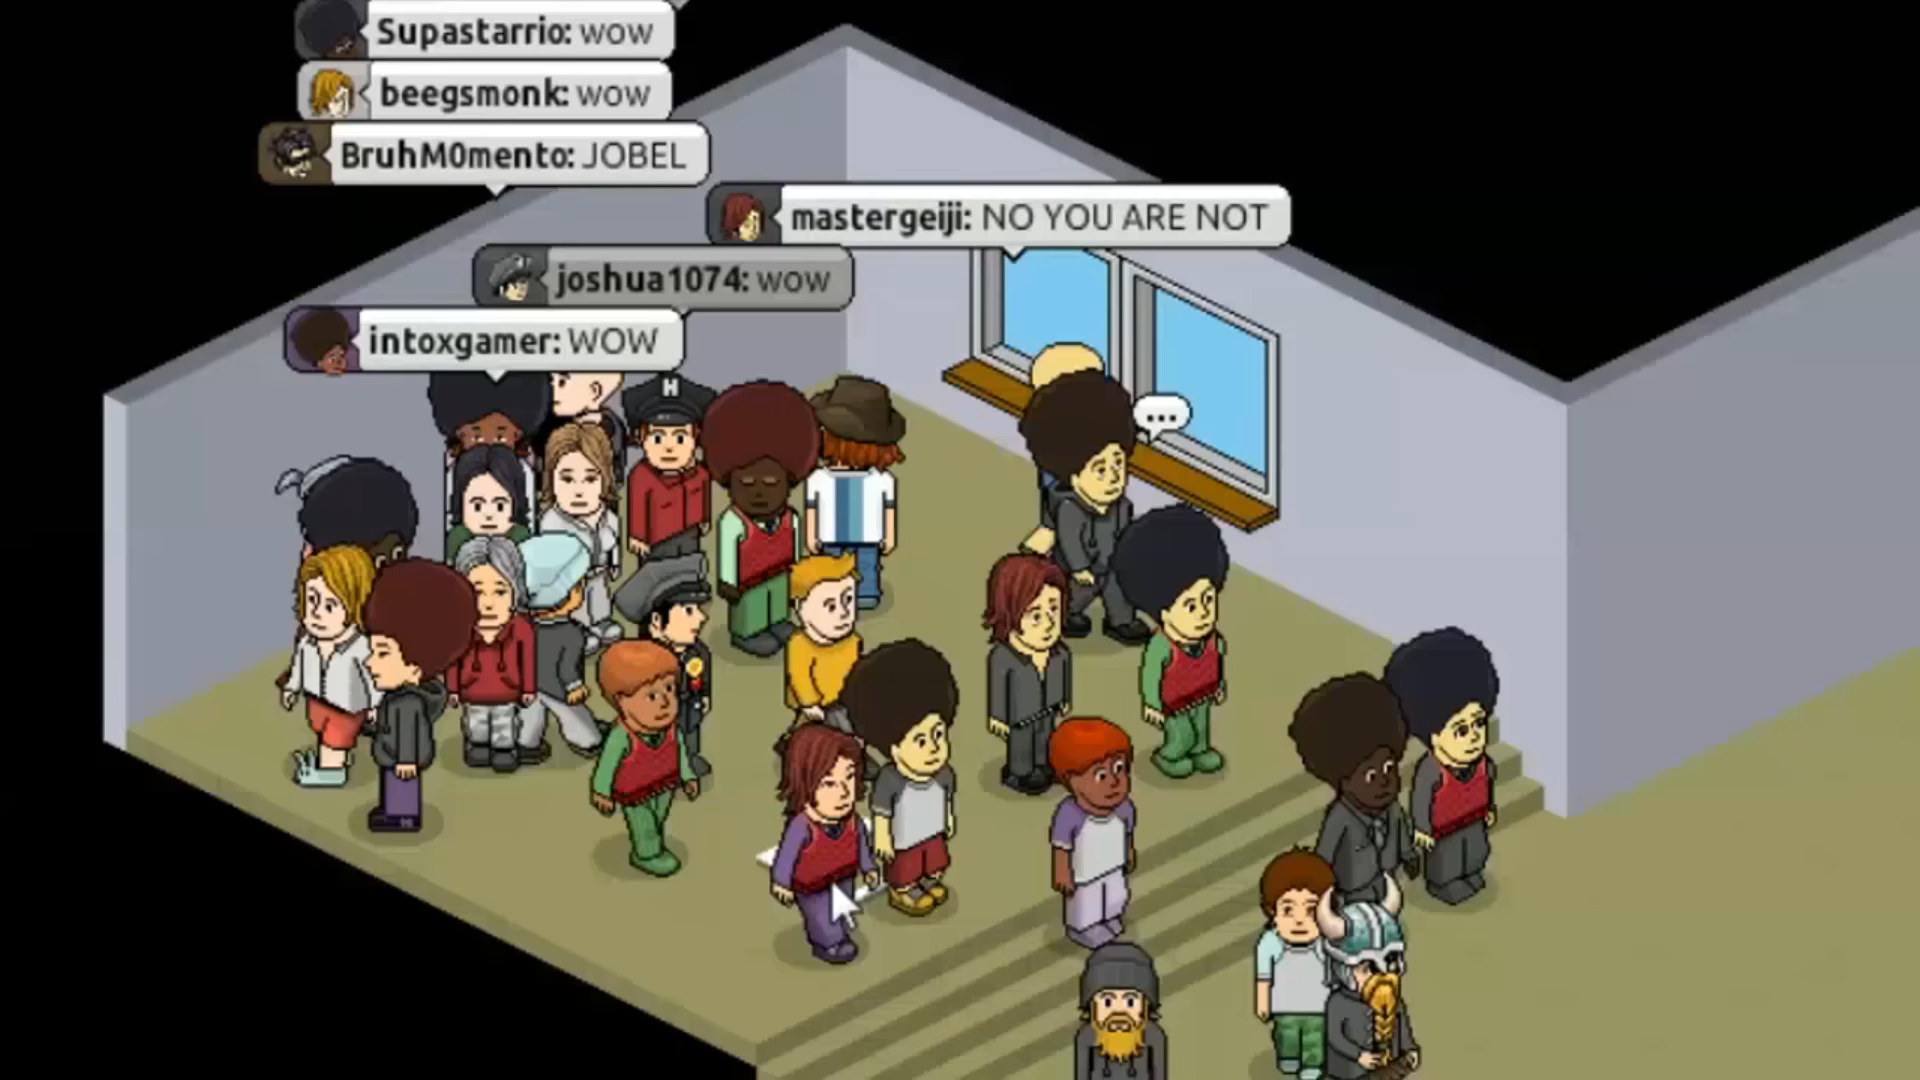 Supastarrio: wow
beegsmonk: wow
BruhM0mento: JOBEL
mastergeiji: NO YOU ARE NOT
joshua1074: wow
intoxgamer: WOW
...
H